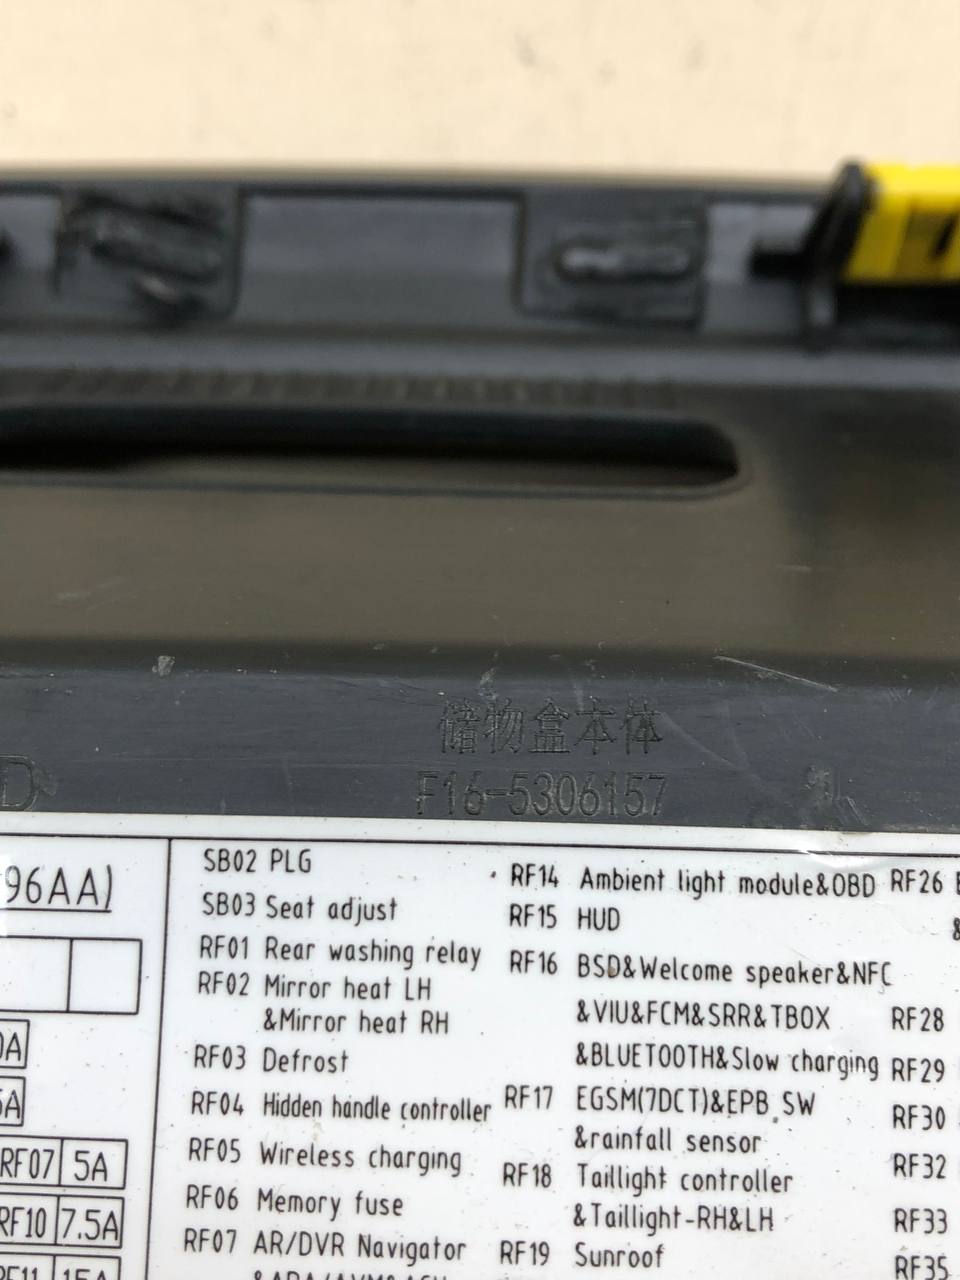 储物盒本体
F16-5306157
D
96AA)
0A
5A
RF07 5A
RF10 7.5A
RF11 15A
SB02 PLG
SB03 Seat adjust
RF01 Rear washing relay
RF02 Mirror heat LH
&Mirror heat RH
RF03 Defrost
RF04 Hidden handle controller
RF05 Wireless charging
RF06 Memory fuse
RF07 AR/DVR Navigator
RF14 Ambient light module&OBD
RF15 HUD
RF16 BSD&Welcome speaker&NFC
&VIU&FCM&SRR&TBOX
&BLUETOOTH&Slow charging
RF17 EGSM(7DCT)&EPB SW
&rainfall sensor
RF18 Taillight controller
&Taillight-RH&LH
RF19 Sunroof
RF26
&
RF28
RF29
RF30
RF32
RF33
RF35